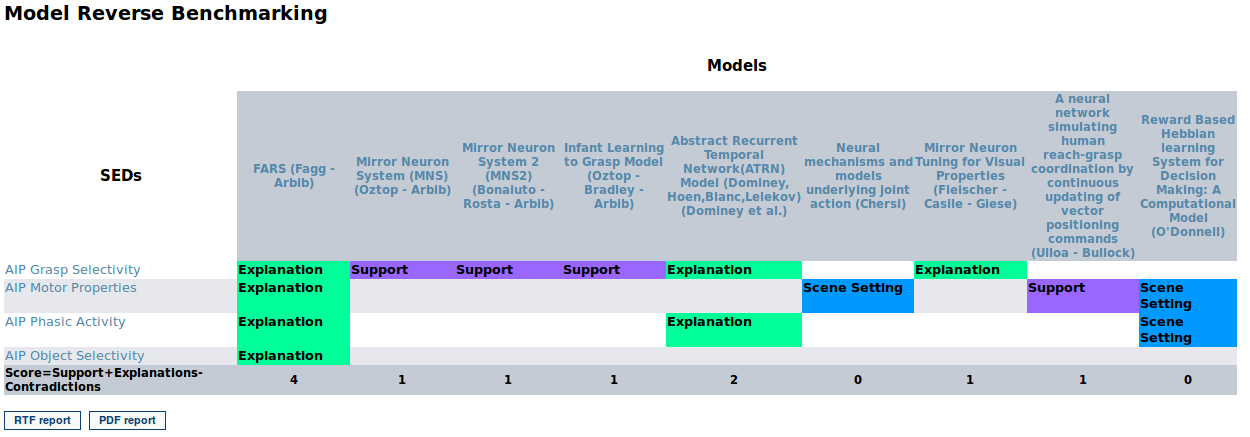 Model Reverse Benchmarking
Models
SEDs
FARS (Fagg -
Arbib)
Mirror Neuron
System (MNS)
(Oztop - Arbib)
Mirror Neuron
System 2
(MNS2)
(Bonaiuto -
Rosta - Arbib)
Infant Learning
to Grasp Model
(Oztop -
Bradley -
Arbib)
Abstract Recurrent
Temporal
Network(ATRN)
Model (Dominey,
Hoen,Blanc,Lelekov)
(Dominey et al.)
Neural
mechanisms and
models
underlying joint
action (Chersi)
Mirror Neuron
Tuning for Visual
Properties
(Fleischer -
Casile - Giese)
A neural
network
simulating
human
reach-grasp
coordination by
continuous
updating of
vector
positioning
commands
(Ulloa - Bullock)
Reward Based
Hebbian
learning
System for
Decision
Making: A
Computational
Model
(O'Donnell)
AIP Grasp Selectivity
Explanation
Support
Support
Support
Explanation
Explanation
AIP Motor Properties
Explanation
Scene Setting
Support
Scene
Setting
AIP Phasic Activity
Explanation
Explanation
Scene
Setting
AIP Object Selectivity
Explanation
Score=Support+Explanations-
Contradictions
4
1
1
1
2
0
1
1
0
RTF report
PDF report